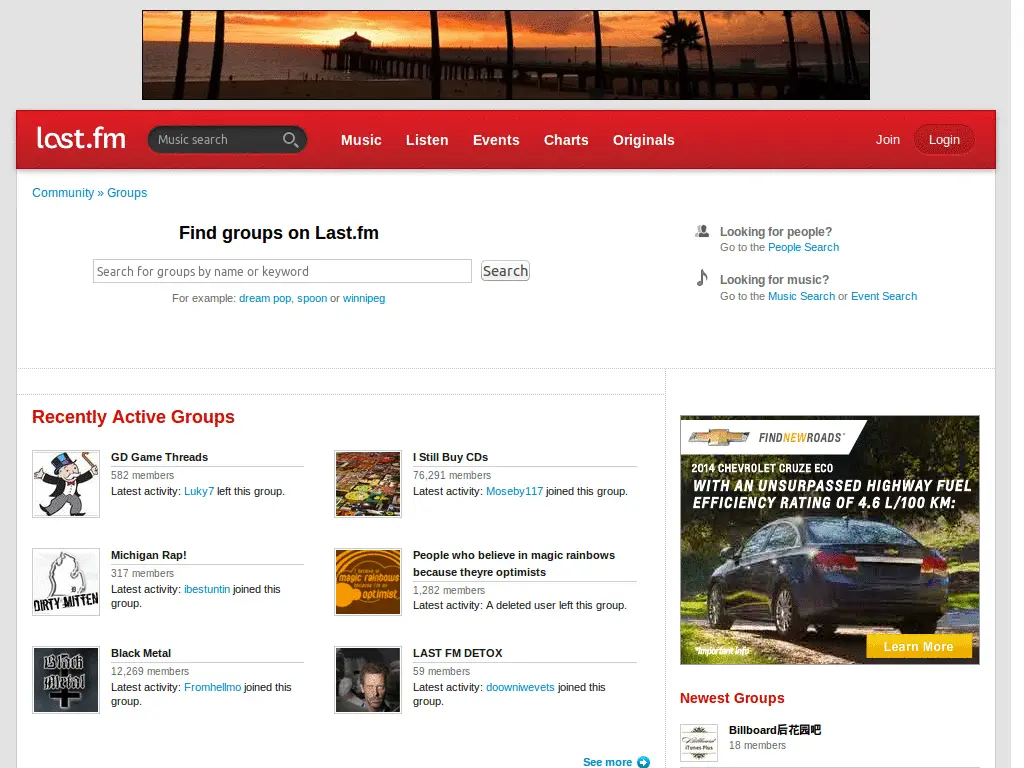 last.fm
Music search
Music
Listen
Events
Charts
Originals
Join
Login
Community » Groups
Find groups on Last.fm
Search for groups by name or keyword
Search
For example: dream pop, spoon or winnipeg
Looking for people?
Go to the People Search
Looking for music?
Go to the Music Search or Event Search
Recently Active Groups
GD Game Threads
582 members
Latest activity: Luky7 left this group.
I Still Buy CDs
76,291 members
Latest activity: Moseby117 joined this group.
DIRTY MITTEN
Michigan Rap!
317 members
Latest activity: ibestuntin joined this
group.
I believe in
magic rainbows
because i'm an
optimist
People who believe in magic rainbows
because theyre optimists
1,282 members
Latest activity: A deleted user left this group.
Black
Metal
Black Metal
12,269 members
Latest activity: Fromhellmo joined this
group.
LAST FM DETOX
59 members
Latest activity: doowniwevets joined this
group.
See more
FINDNEWROADS
2014 CHEVROLET CRUZE ECO
WITH AN UNSURPASSED HIGHWAY FUEL
EFFICIENCY RATING OF 4.6 L/100 KM:
*Important Info
Learn More
Newest Groups
Billboard
iTunes Plus
Billboard后花园吧
18 members